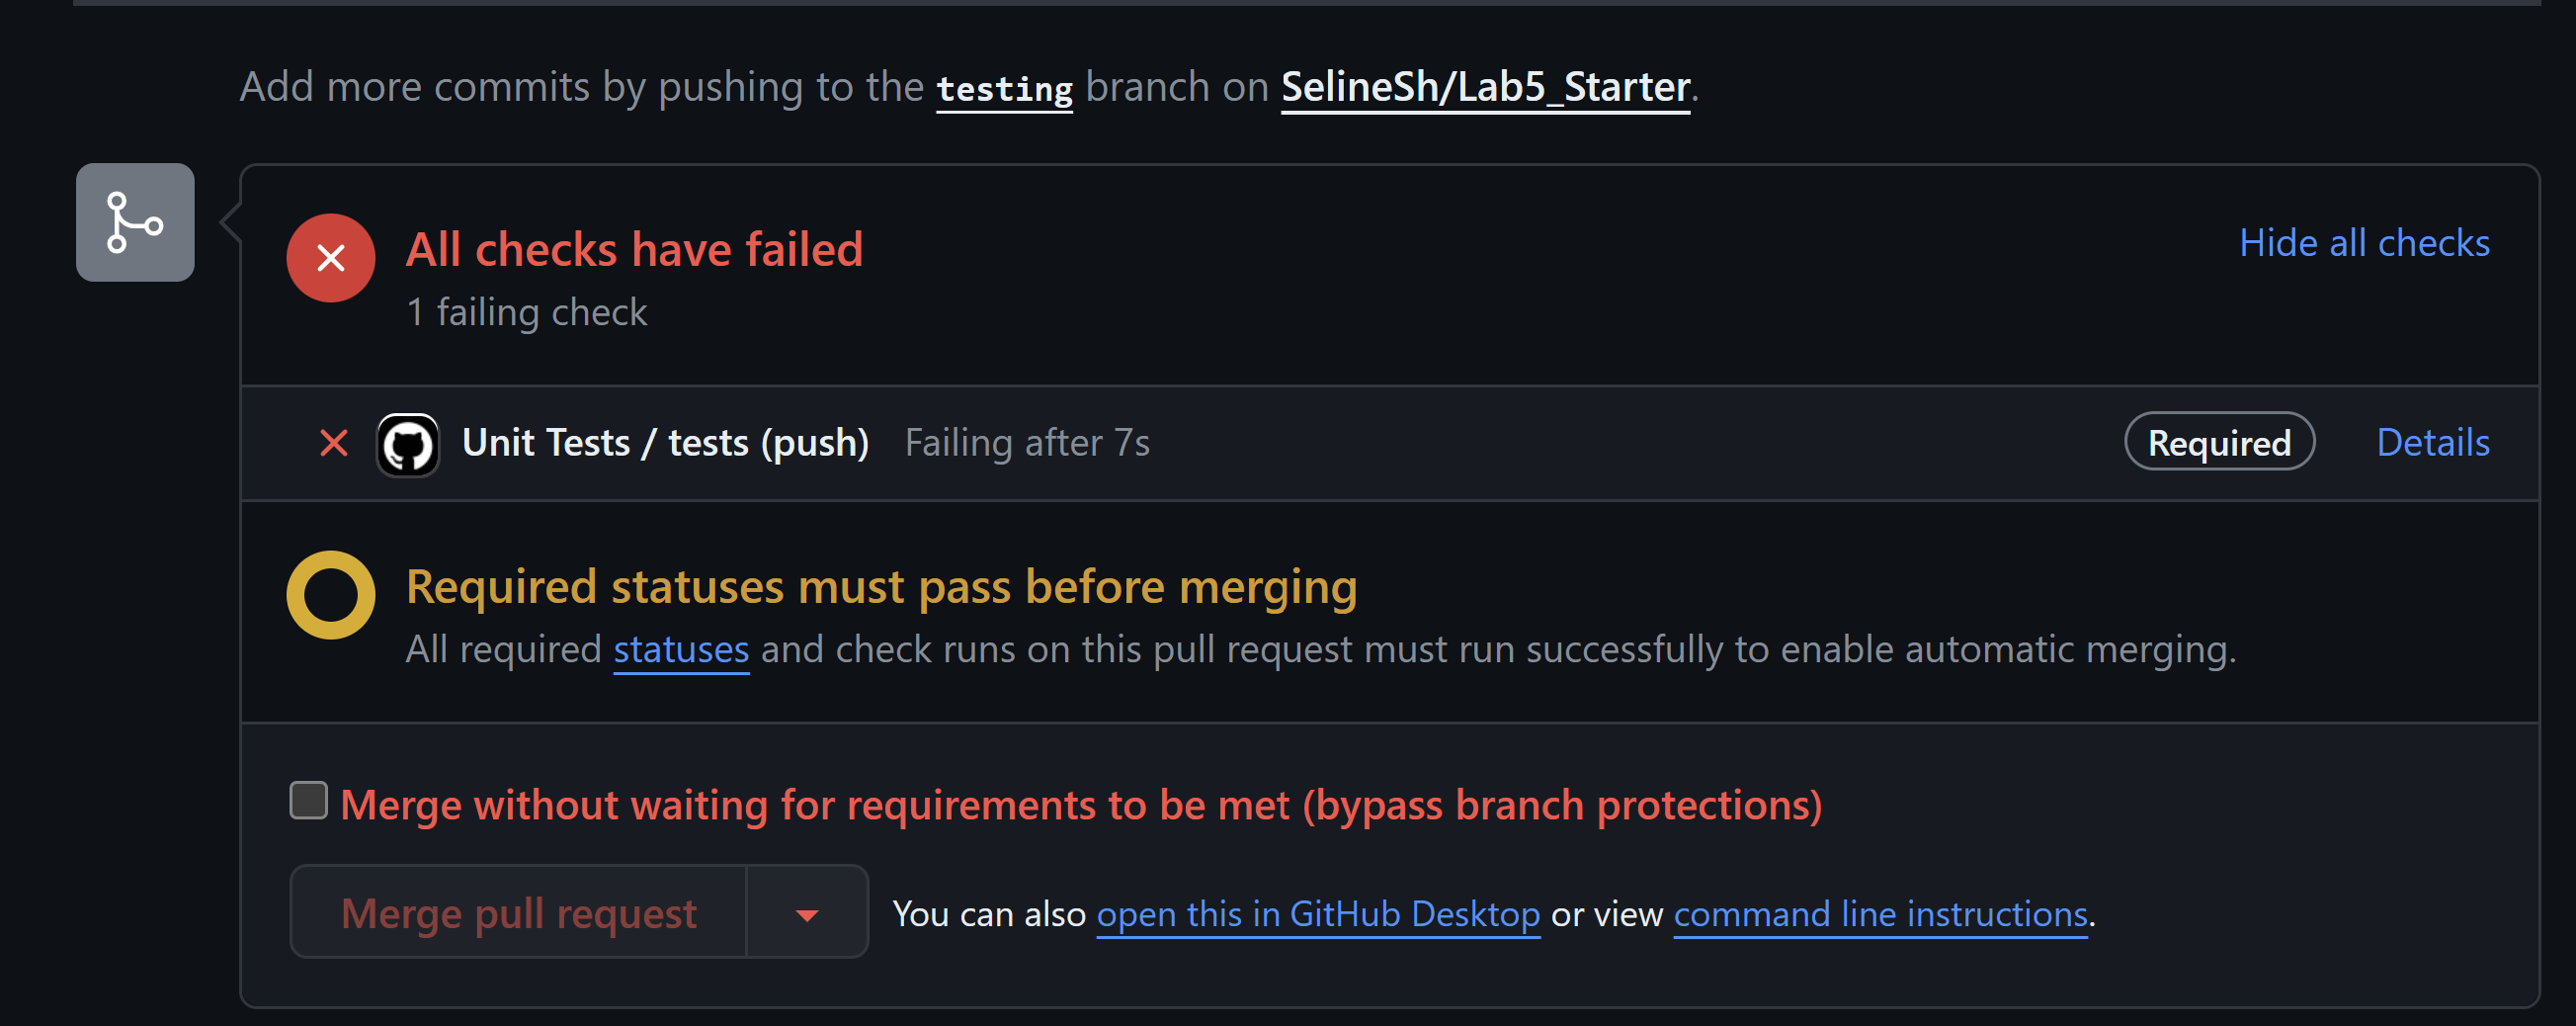 Add more commits by pushing to the testing branch on SelineSh/Lab5_Starter.
All checks have failed
Hide all checks
1 failing check
Unit Tests / tests (push) Failing after 7s Required Details
Required statuses must pass before merging
All required statuses and check runs on this pull request must run successfully to enable automatic merging.
Merge without waiting for requirements to be met (bypass branch protections)
Merge pull request You can also open this in GitHub Desktop or view command line instructions.